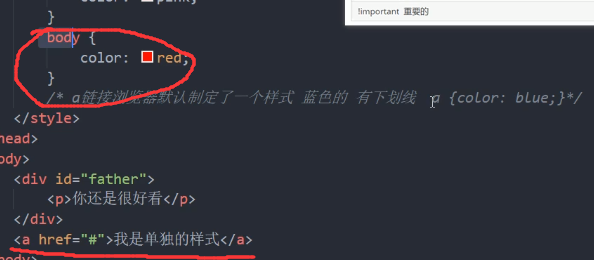 !important 重要的
color: pink;
}
body {
color: red;
}
/* a链接浏览器默认制定了一个样式 蓝色的 有下划线 a {color: blue;}*/
</style>
head>
body>
<div id="father">
<p>你还是很好看</p>
</div>
<a href="#">我是单独的样式</a>
body>